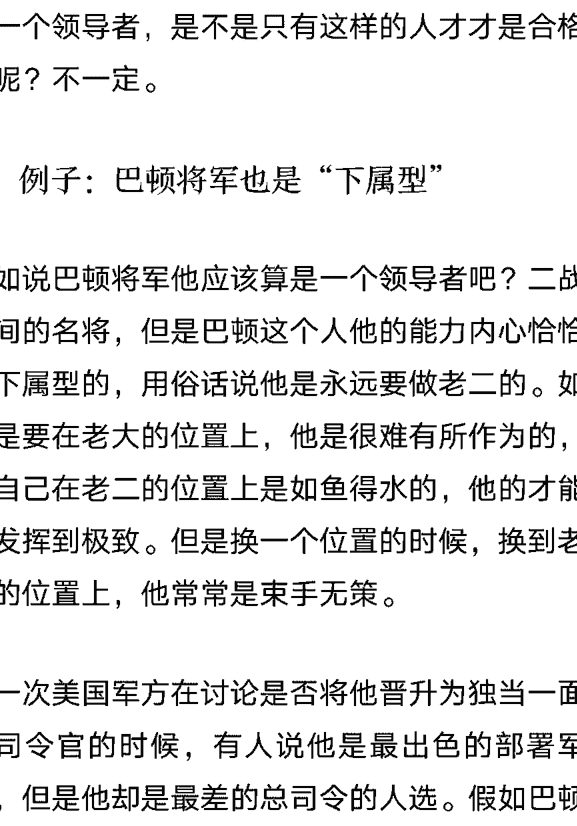 一个领导者，是不是只有这样的人才才是合格
呢？不一定。
例子：巴顿将军也是“下属型”
如说巴顿将军他应该算是一个领导者吧？二战
间的名将，但是巴顿这个人他的能力内心恰恰
下属型的，用俗话说他是永远要做老二的。如
是要在老大的位置上，他是很难有所作为的，
自己在老二的位置上是如鱼得水的，他的才能
发挥到极致。但是换一个位置的时候，换到老
的位置上，他常常是束手无策。
一次美国军方在讨论是否将他晋升为独当一面
司令官的时候，有人说他是最出色的部署军
，但是他却是最差的总司令的人选。假如巴顿